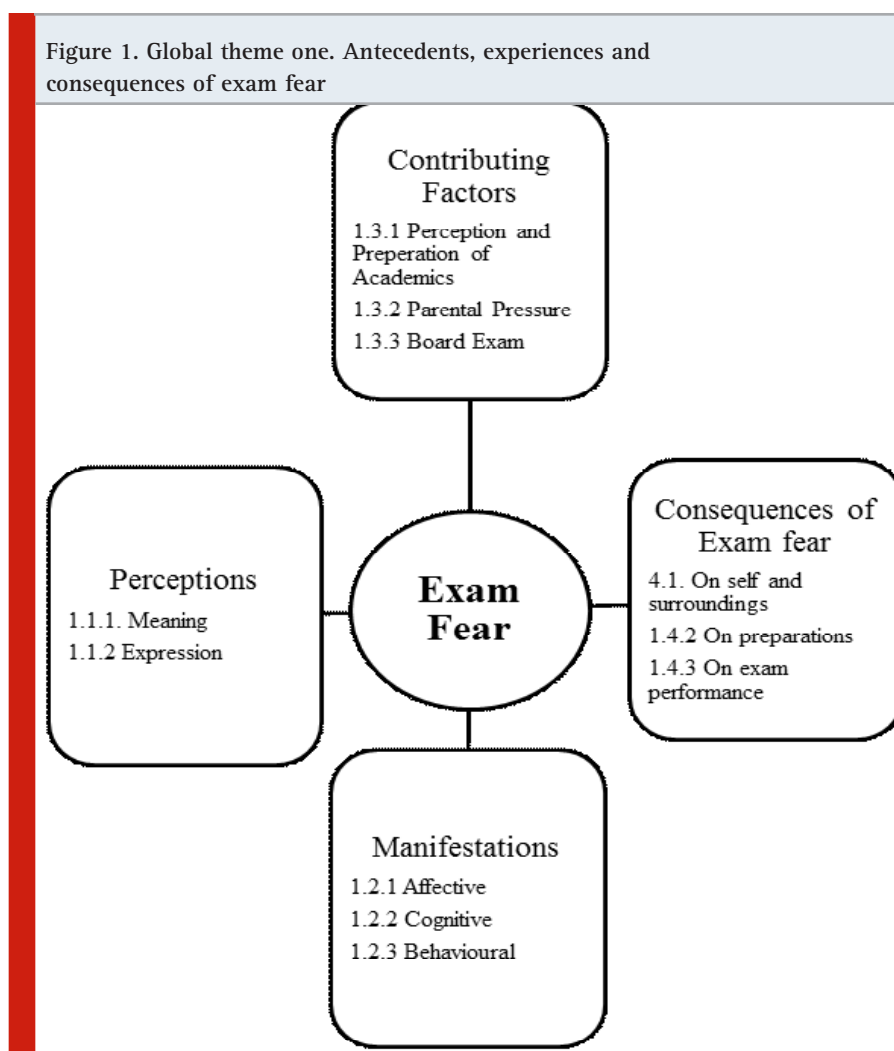 Figure 1. Global theme one. Antecedents, experiences and
consequences of exam fear
Contributing
Factors
1.3.1 Perception and
Preperation of
Academics
1.3.2 Parental Pressure
1.3.3 Board Exam
Perceptions
1.1.1. Meaning
1.1.2 Expression
Exam
Fear
Consequences of
Exam fear
4.1. On self and
surroundings
1.4.2 On preparations
1.4.3 On exam
performance
Manifestations
1.2.1 Affective
1.2.2 Cognitive
1.2.3 Behavioural